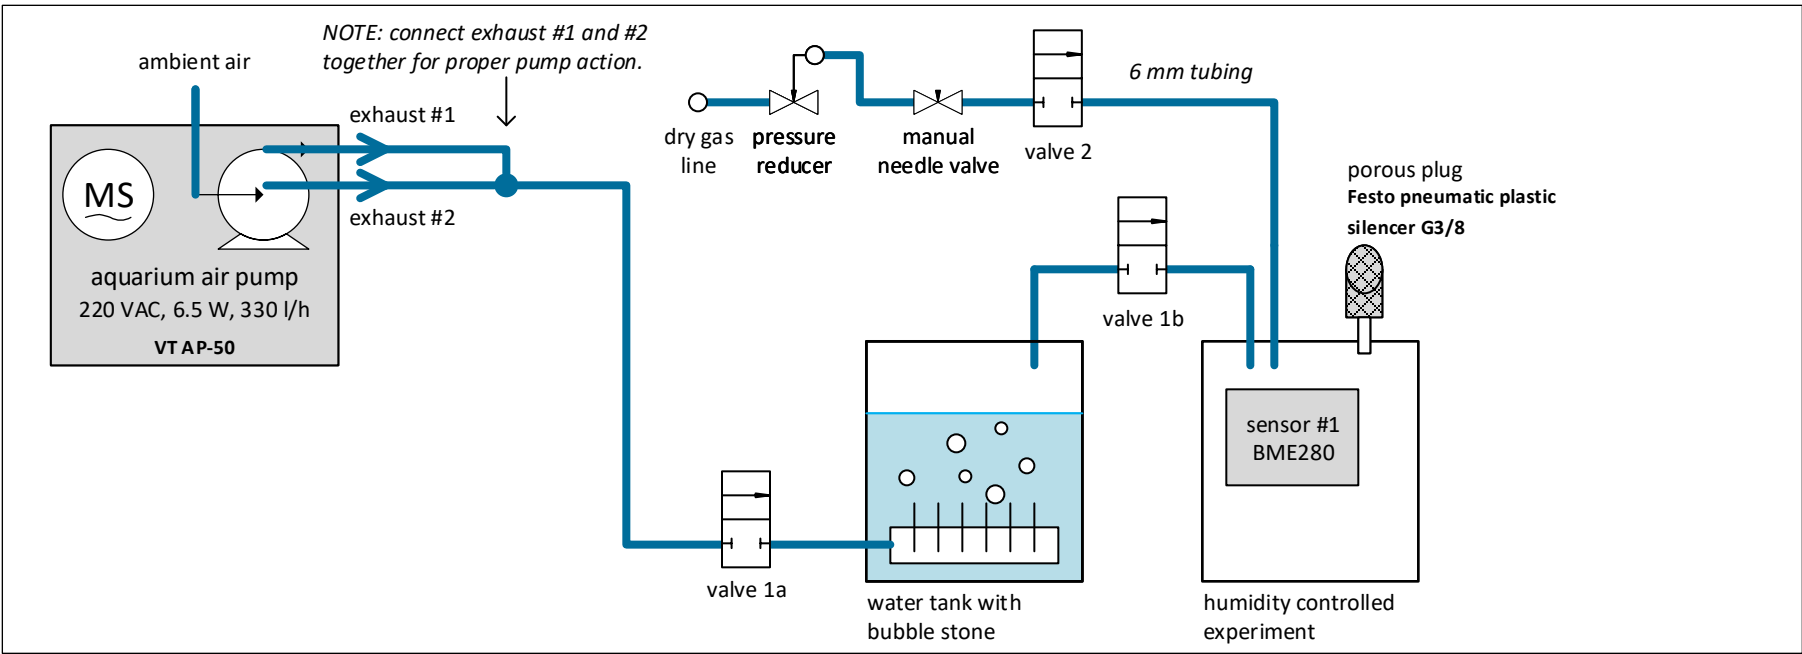 NOTE: connect exhaust #1 and #2
together for proper pump action.
ambient air
exhaust #1
exhaust #2
MS
aquarium air pump
220 VAC, 6.5 W, 330 l/h
VT AP-50
dry gas
line
pressure
reducer
manual
needle valve
valve 2
6 mm tubing
porous plug
Festo pneumatic plastic
silencer G3/8
valve 1b
valve 1a
sensor #1
BME280
water tank with
bubble stone
humidity controlled
experiment